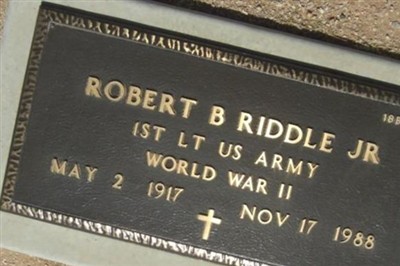 ROBERT B RIDDLE JR
1ST LT US ARMY
WORLD WAR II
MAY 2 1917 NOV 17 1988